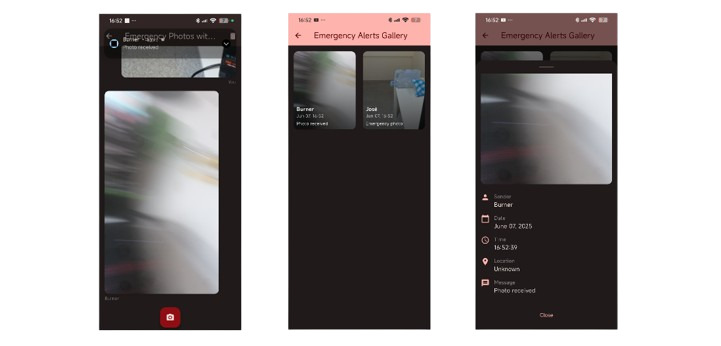 16:52
Emergency Photos wit...
Burner
Photo received
Burner
16:52
Emergency Alerts Gallery
Burner
Jun 07, 16:52
Photo received
José
Jun 07, 16:52
Emergency photo
16:52
Emergency Alerts Gallery
Sender
Burner
Date
June 07, 2025
Time
16:52:39
Location
Unknown
Message
Photo received
Close